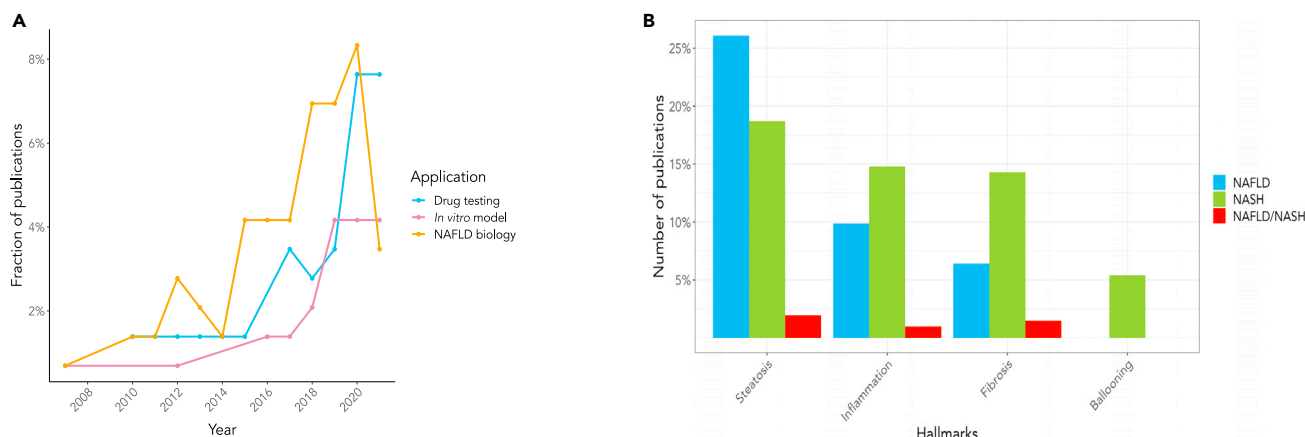 A
Fraction of publications
8%
6%
4%
2%
2008
2010
2012
2014
2016
2018
2020
Year
Application
Drug testing
In vitro model
NAFLD biology
B
Number of publications
25%
20%
15%
10%
5%
Steatosis
Inflammation
Fibrosis
Ballooning
Hallmarks
NAFLD
NASH
NAFLD/NASH